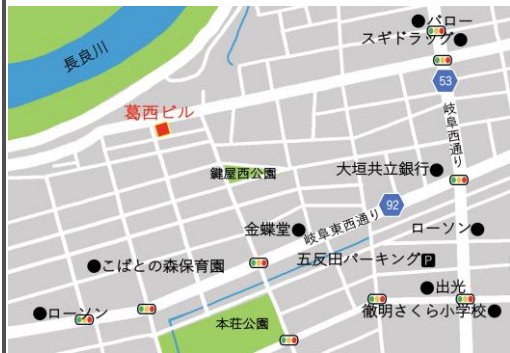 バロー
スギドラッグ
長良川
53
葛西ビル
岐阜西通り
鍵屋西公園
大垣共立銀行
92
金蝶堂
岐阜東西通り
ローソン
五反田パーキング P
こばとの森保育園
出光
ローソン
徹明さくら小学校
本荘公園